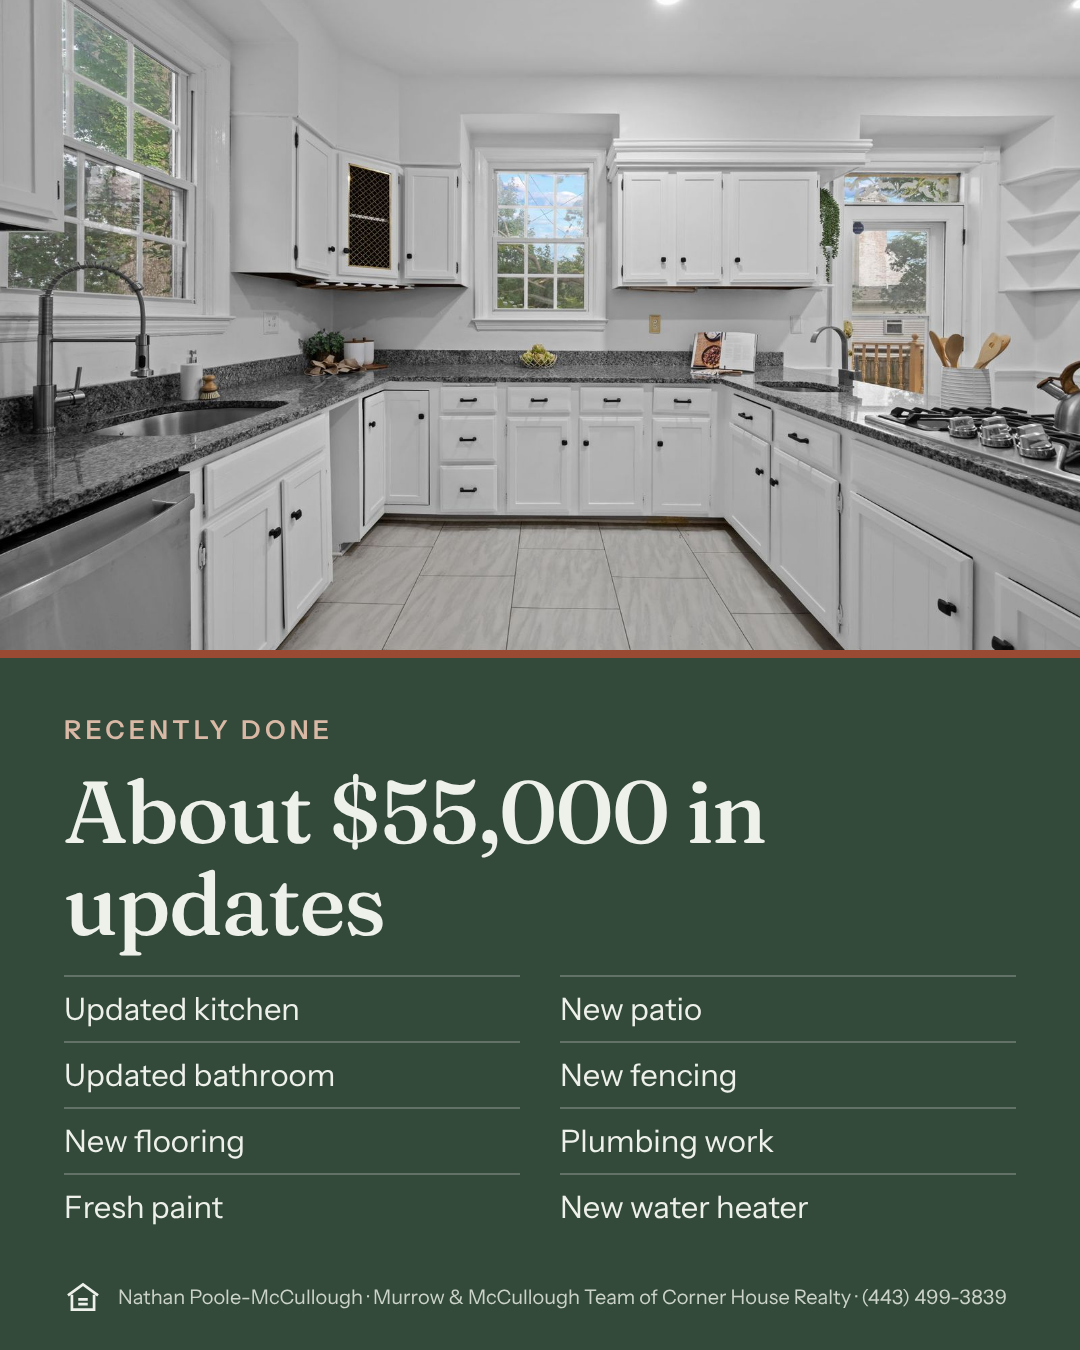 RECENTLY DONE
About $55,000 in
updates
Updated kitchen
Updated bathroom
New flooring
Fresh paint
New patio
New fencing
Plumbing work
New water heater
Nathan Poole-McCullough · Murrow & McCullough Team of Corner House Realty · (443) 499-3839